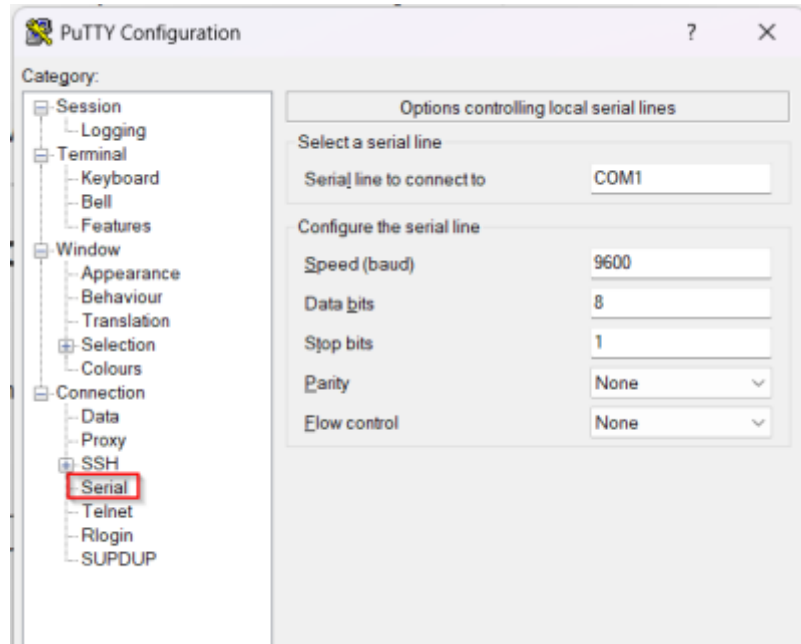 PuTTY Configuration ? ×
Category:
Session
Logging
Terminal
Keyboard
Bell
Features
Window
Appearance
Behaviour
Translation
Selection
Colours
Connection
Data
Proxy
SSH
Serial
Telnet
Rlogin
SUPDUP
Options controlling local serial lines
Select a serial line
Serial line to connect to COM1
Configure the serial line
Speed (baud) 9600
Data bits 8
Stop bits 1
Parity None
Flow control None